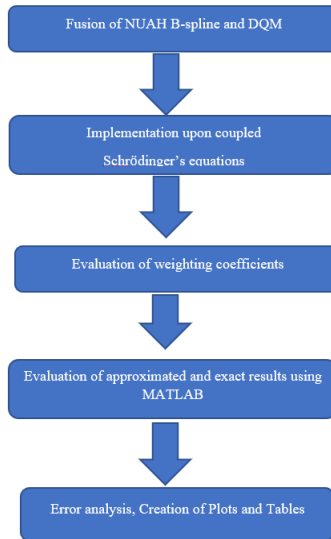 Fusion of NUAH B-spline and DQM
Implementation upon coupled
Schrödinger's equations
Evaluation of weighting coefficients
Evaluation of approximated and exact results using
MATLAB
Error analysis, Creation of Plots and Tables